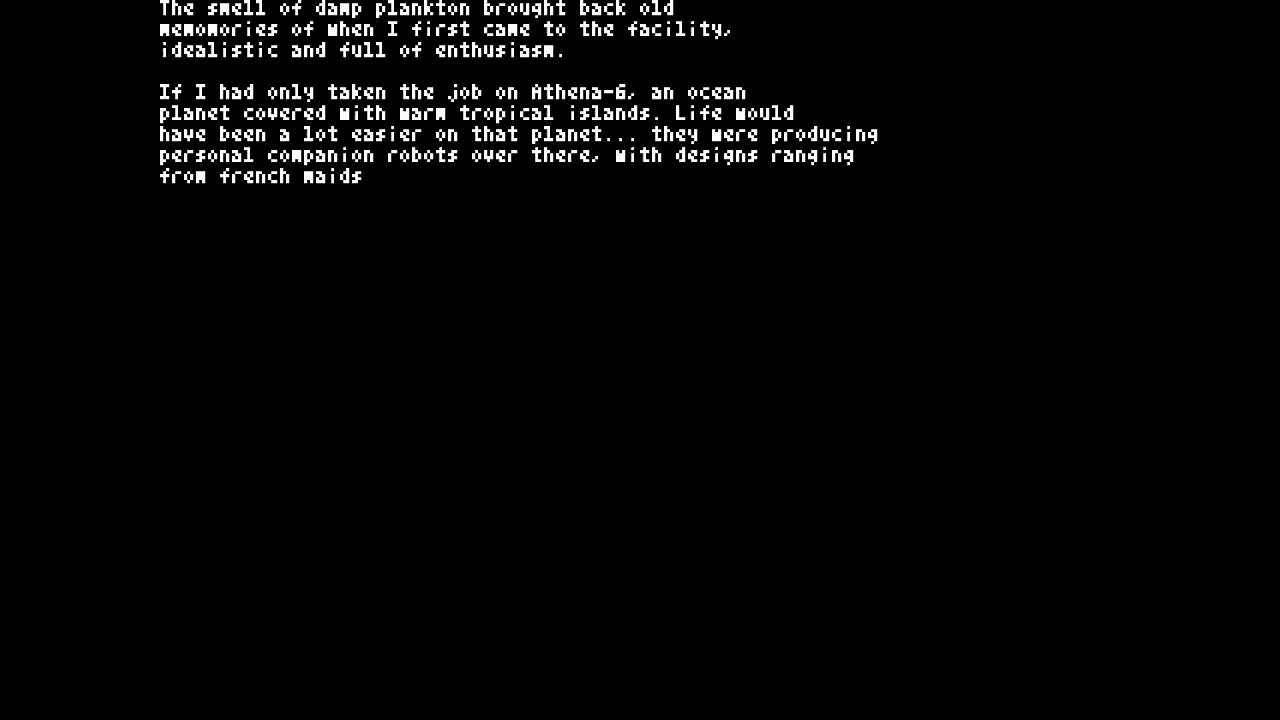 The smell of damp plankton brought back old
memomories of when I first came to the facility,
idealistic and full of enthusiasm.
If I had only taken the job on Athena-6, an ocean
planet covered with warm tropical islands. Life would
have been a lot easier on that planet... they were producing
personal companion robots over there, with designs ranging
from french maids